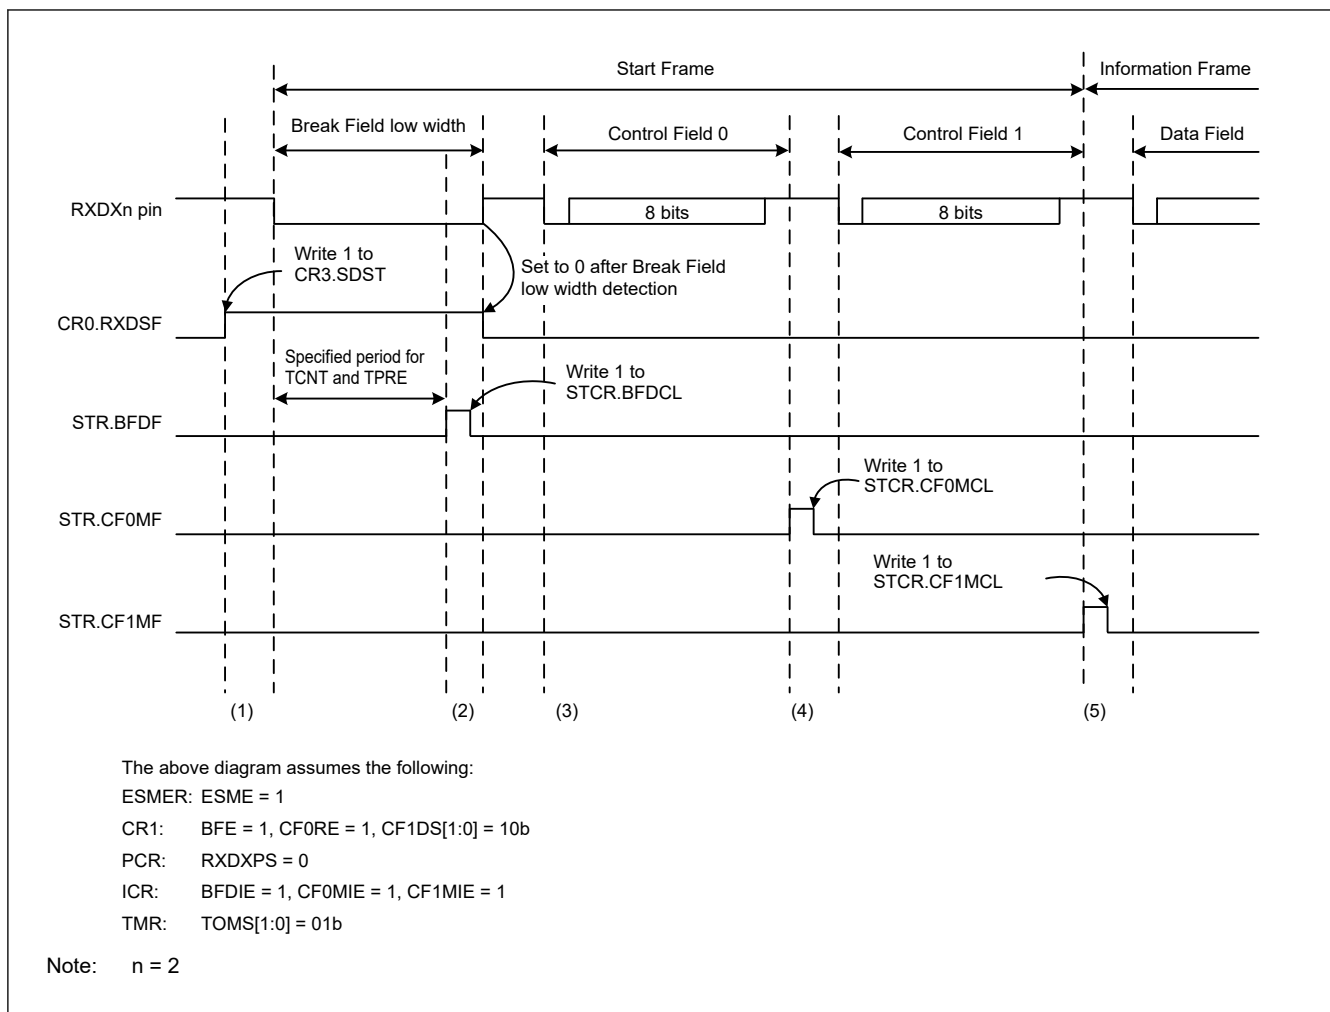 Start Frame
Information Frame
Break Field low width
Control Field 0
Control Field 1
Data Field
RXDXn pin
8 bits
8 bits
Write 1 to
CR3.SDST
Set to 0 after Break Field
low width detection
CR0.RXDSF
Specified period for
TCNT and TPRE
Write 1 to
STCR.BFDCL
STR.BFDF
Write 1 to
STCR.CF0MCL
STR.CF0MF
Write 1 to
STCR.CF1MCL
STR.CF1MF
(1)
(2)
(3)
(4)
(5)
The above diagram assumes the following:
ESMER: ESME = 1
CR1: BFE = 1, CF0RE = 1, CF1DS[1:0] = 10b
PCR: RXDXPS = 0
ICR: BFDIE = 1, CF0MIE = 1, CF1MIE = 1
TMR: TOMS[1:0] = 01b
Note: n = 2